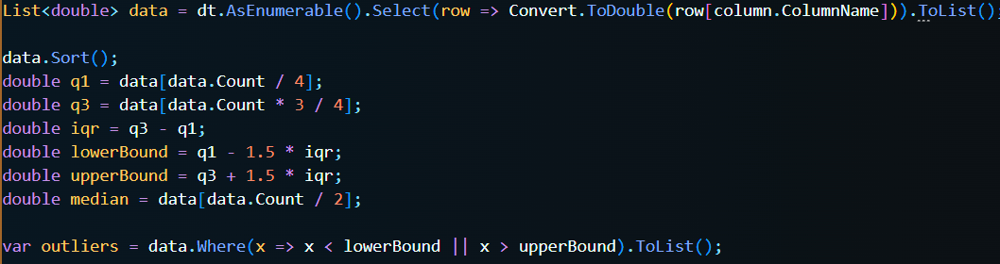 List<double> data = dt.AsEnumerable().Select(row => Convert.ToDouble(row[column.ColumnName])).ToList();
data.Sort();
double q1 = data[data.Count / 4];
double q3 = data[data.Count * 3 / 4];
double iqr = q3 - q1;
double lowerBound = q1 - 1.5 * iqr;
double upperBound = q3 + 1.5 * iqr;
double median = data[data.Count / 2];
var outliers = data.Where(x => x < lowerBound || x > upperBound).ToList();